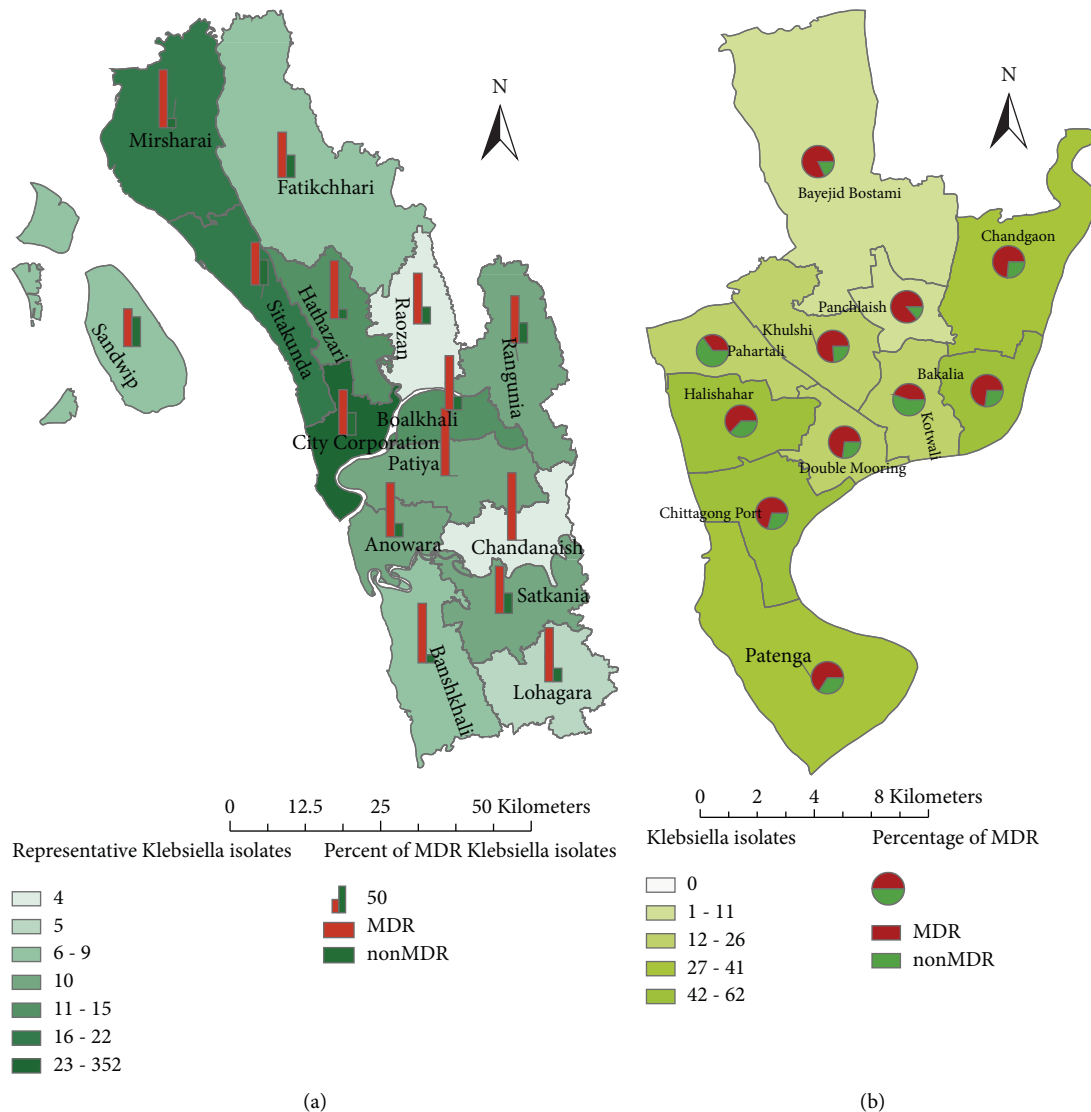 N
Mirsharai
Fatikchhari
Sandwip
Sitakunda
Hathazari
Raozan
Rangunia
Boalkhali
City Corporation
Patiya
Anowara
Chandanaish
Satkania
Banshkhali
Lohagara
0 12.5 25 50 Kilometers
Representative Klebsiella isolates
4
5
6 - 9
10
11 - 15
16 - 22
23 - 352
Percent of MDR Klebsiella isolates
50
MDR
nonMDR
(a)
N
Bayejid Bostami
Chandgaon
Panchlaish
Khulshi
Pahartali
Bakalia
Halishahar
Kotwali
Double Mooring
Chittagong Port
Patenga
0 2 4 8 Kilometers
Klebsiella isolates
0
1 - 11
12 - 26
27 - 41
42 - 62
Percentage of MDR
MDR
nonMDR
(b)